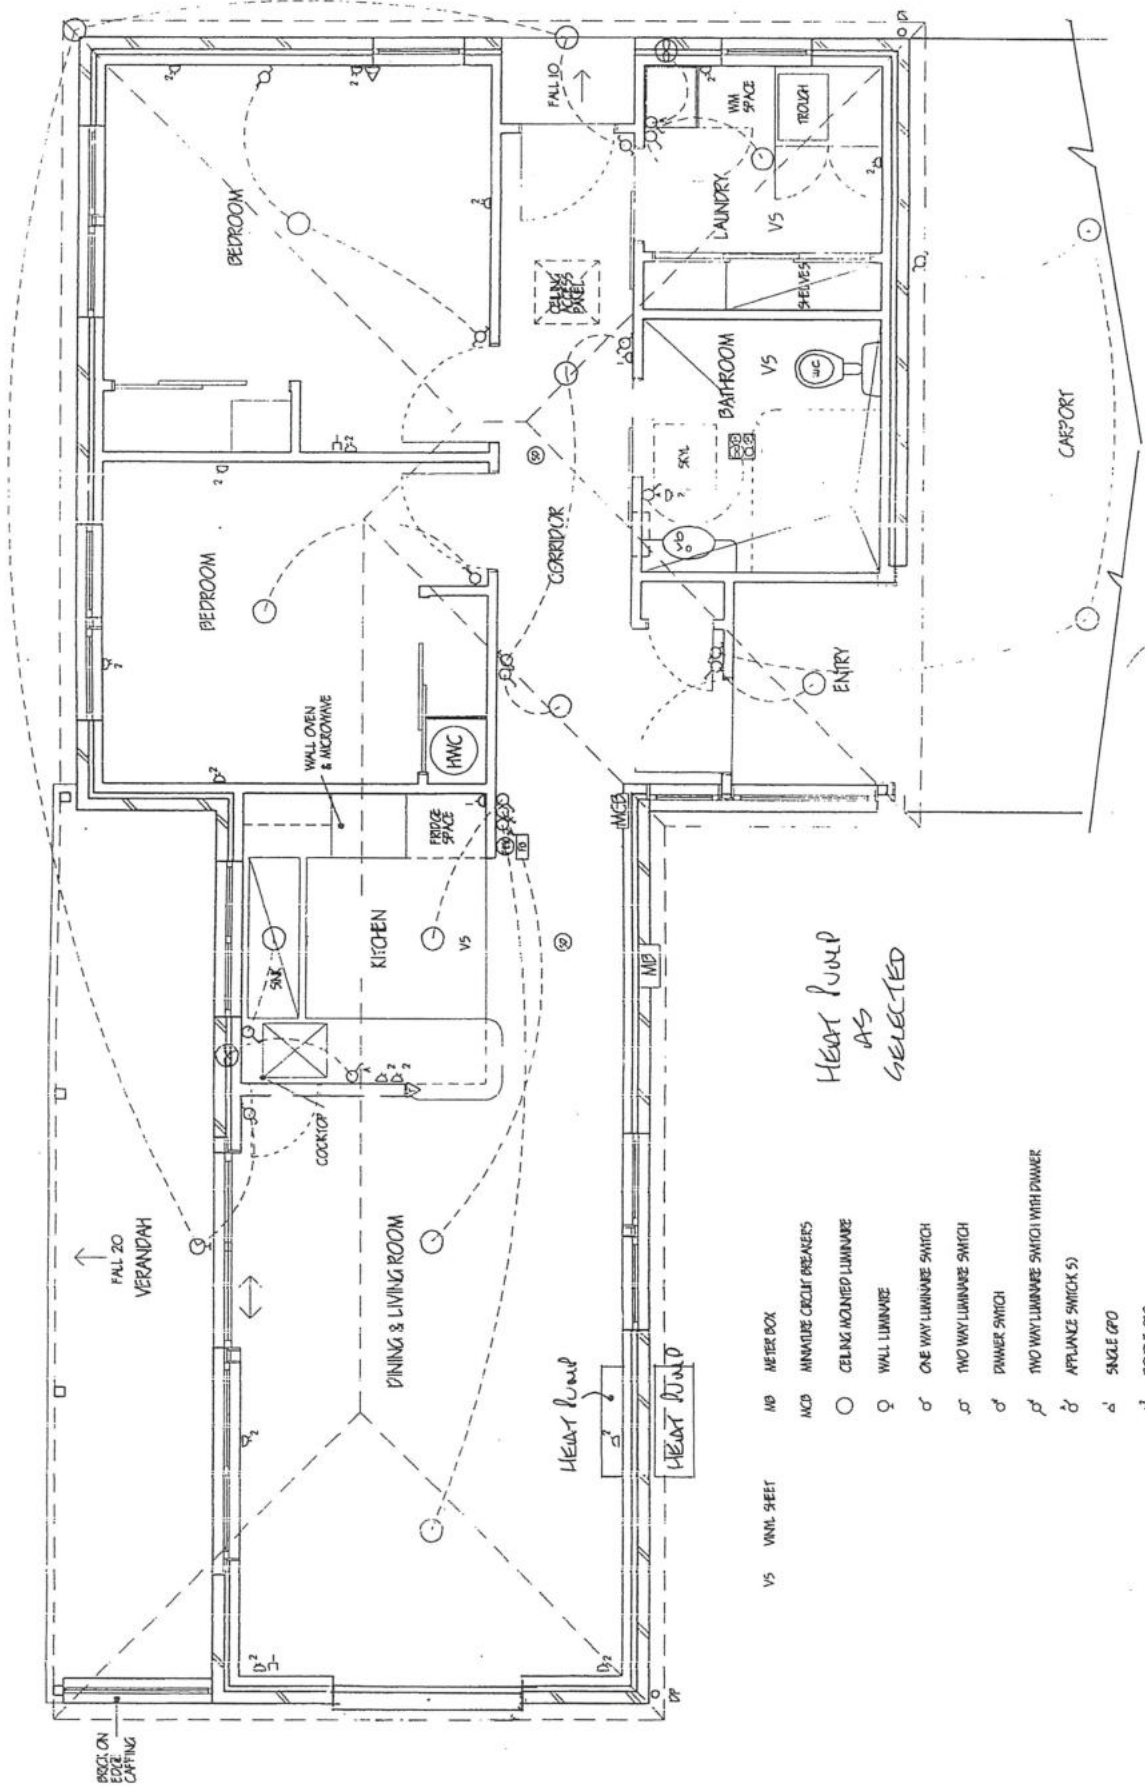 BRICK ON
EDGE
CAPPING
FALL 20
VERANDAH
DINING & LIVING ROOM
COOKTOP
SINK
KITCHEN
VS
FRIDGE
SPACE
WALL OVEN
& MICROWAVE
HWC
BEDROOM
BEDROOM
CORRIDOR
CEILING
ACCESS
PANEL
FALL 10
LAUNDRY
VS
WM
SPACE
TROUGH
SHELVES
BATHROOM
VS
WC
SKYL
ENTRY
CARPORT
MCB
MB
SD
SD
DP
HEAT PUMP
HEAT PUMP
HEAT PUMP
AS
SELECTED
VS VINYL SHEET
MB METER BOX
MCB MINIATURE CIRCUIT BREAKERS
CEILING MOUNTED LUMINAIRE
WALL LUMINAIRE
ONE WAY LUMINAIRE SWITCH
TWO WAY LUMINAIRE SWITCH
DIMMER SWITCH
TWO WAY LUMINAIRE SWITCH WITH DIMMER
APPLIANCE SWITCH(S)
SINGLE GPO